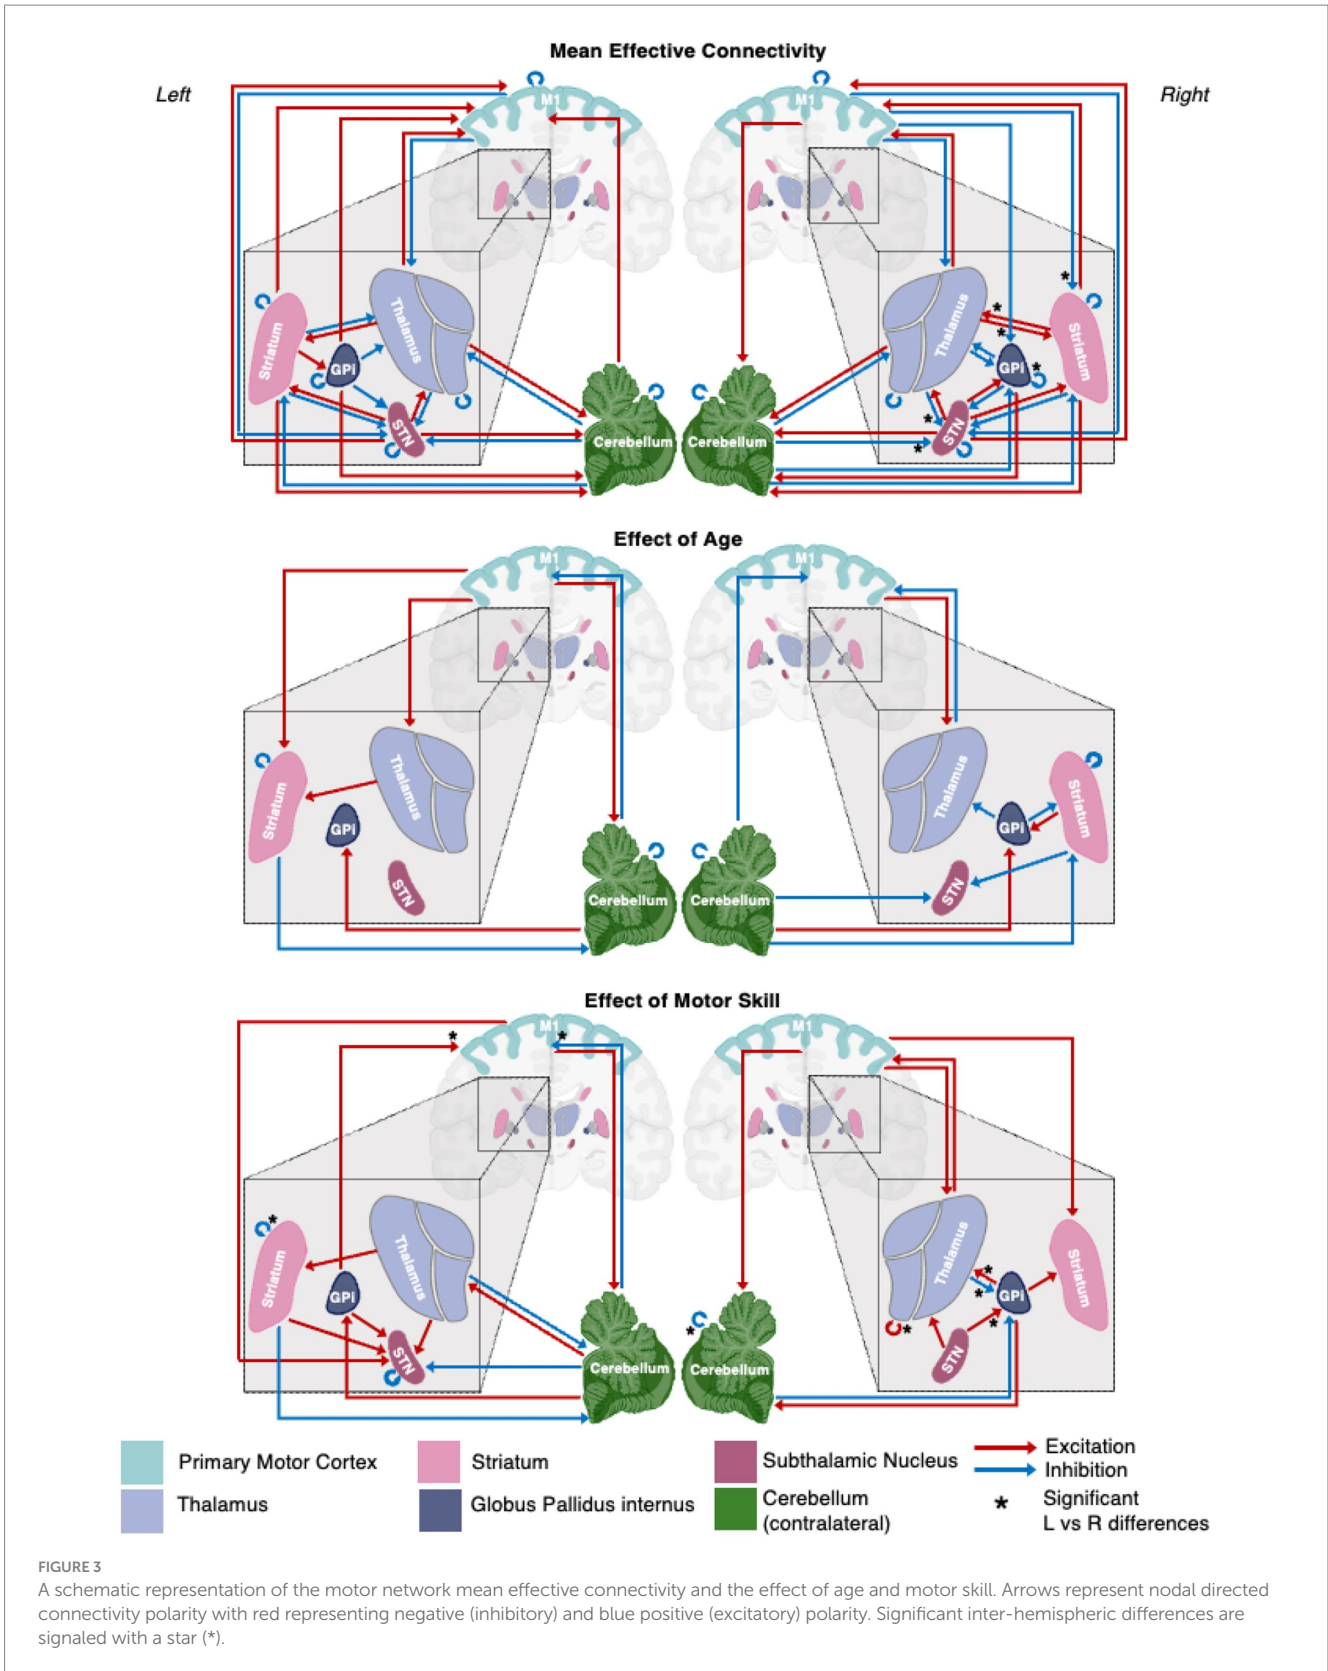 Mean Effective Connectivity
Left
Right
M1
M1
Striatum
Thalamus
GPi
STN
Cerebellum
Cerebellum
Thalamus
Striatum
GPi
STN
*
*
*
*
*
*
Effect of Age
M1
M1
Striatum
Thalamus
GPi
STN
Cerebellum
Cerebellum
Thalamus
Striatum
GPi
STN
Effect of Motor Skill
M1
M1
*
*
*
Striatum
Thalamus
GPi
STN
Cerebellum
*
Cerebellum
Thalamus
Striatum
GPi
STN
*
*
*
*
Primary Motor Cortex
Striatum
Subthalamic Nucleus
Excitation
Inhibition
Thalamus
Globus Pallidus internus
Cerebellum
(contralateral)
* Significant
L vs R differences
FIGURE 3
A schematic representation of the motor network mean effective connectivity and the effect of age and motor skill. Arrows represent nodal directed
connectivity polarity with red representing negative (inhibitory) and blue positive (excitatory) polarity. Significant inter-hemispheric differences are
signaled with a star (*).